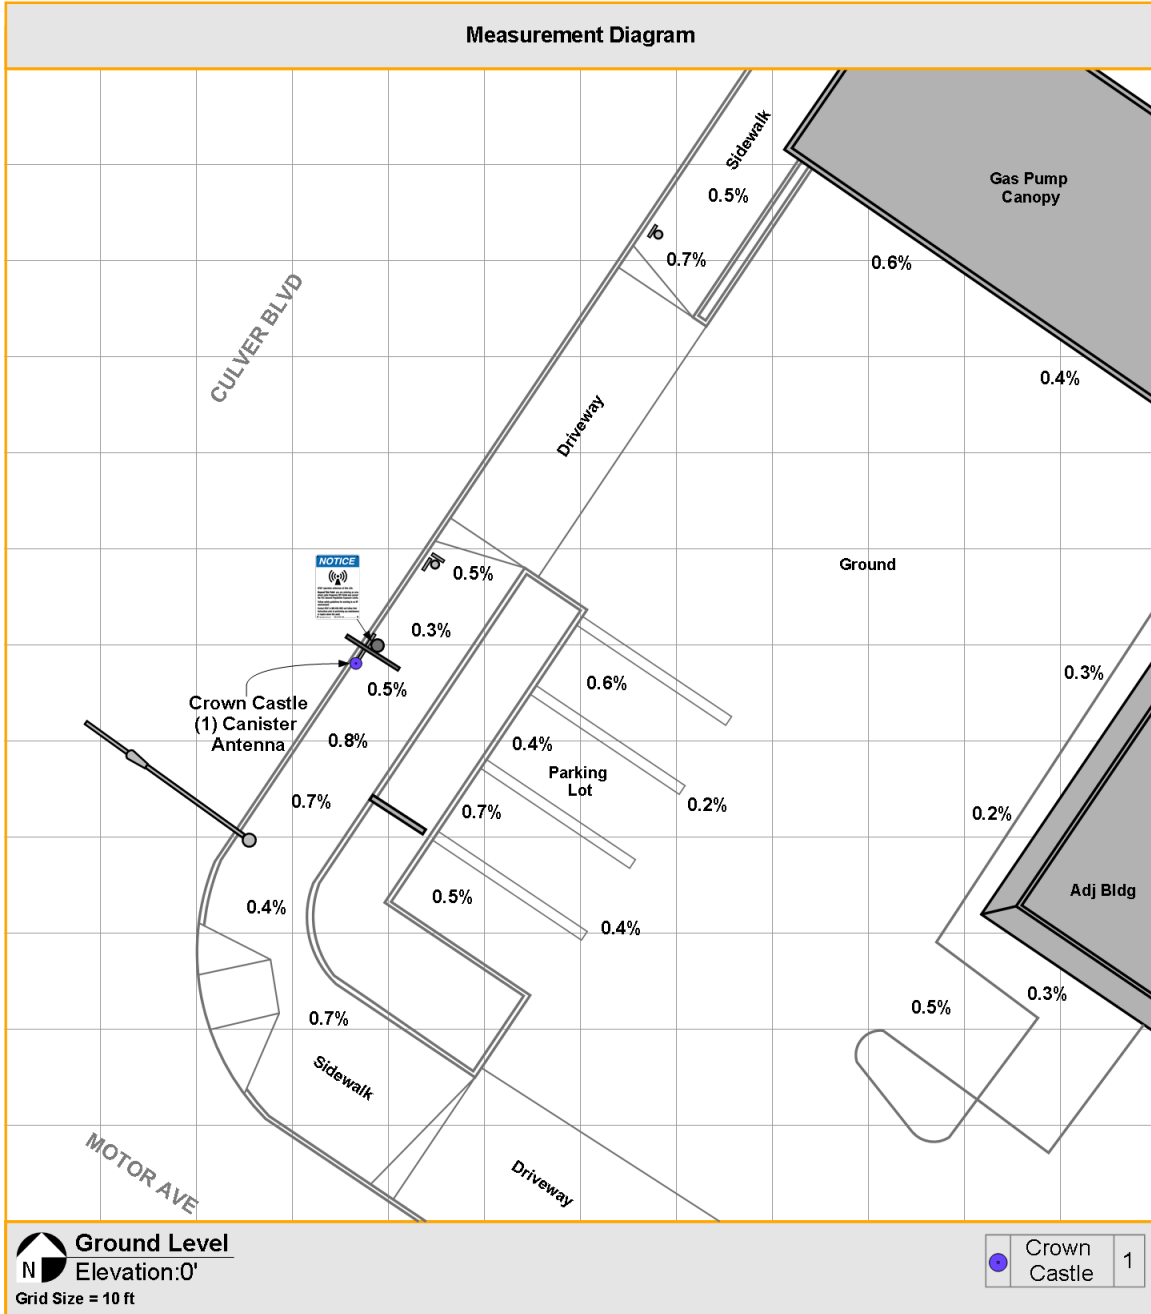 Measurement Diagram
Sidewalk
Gas Pump
Canopy
0.5%
0.7%
0.6%
CULVER BLVD
0.4%
Driveway
NOTICE
0.5%
Ground
0.3%
0.5%
0.6%
0.3%
Crown Castle
(1) Canister
Antenna
0.8%
0.4%
Parking
Lot
0.7%
0.7%
0.2%
0.2%
Adj Bldg
0.4%
0.5%
0.4%
0.7%
0.5%
0.3%
Sidewalk
MOTOR AVE
Driveway
N
Ground Level
Elevation:0'
Grid Size = 10 ft
Crown
Castle
1